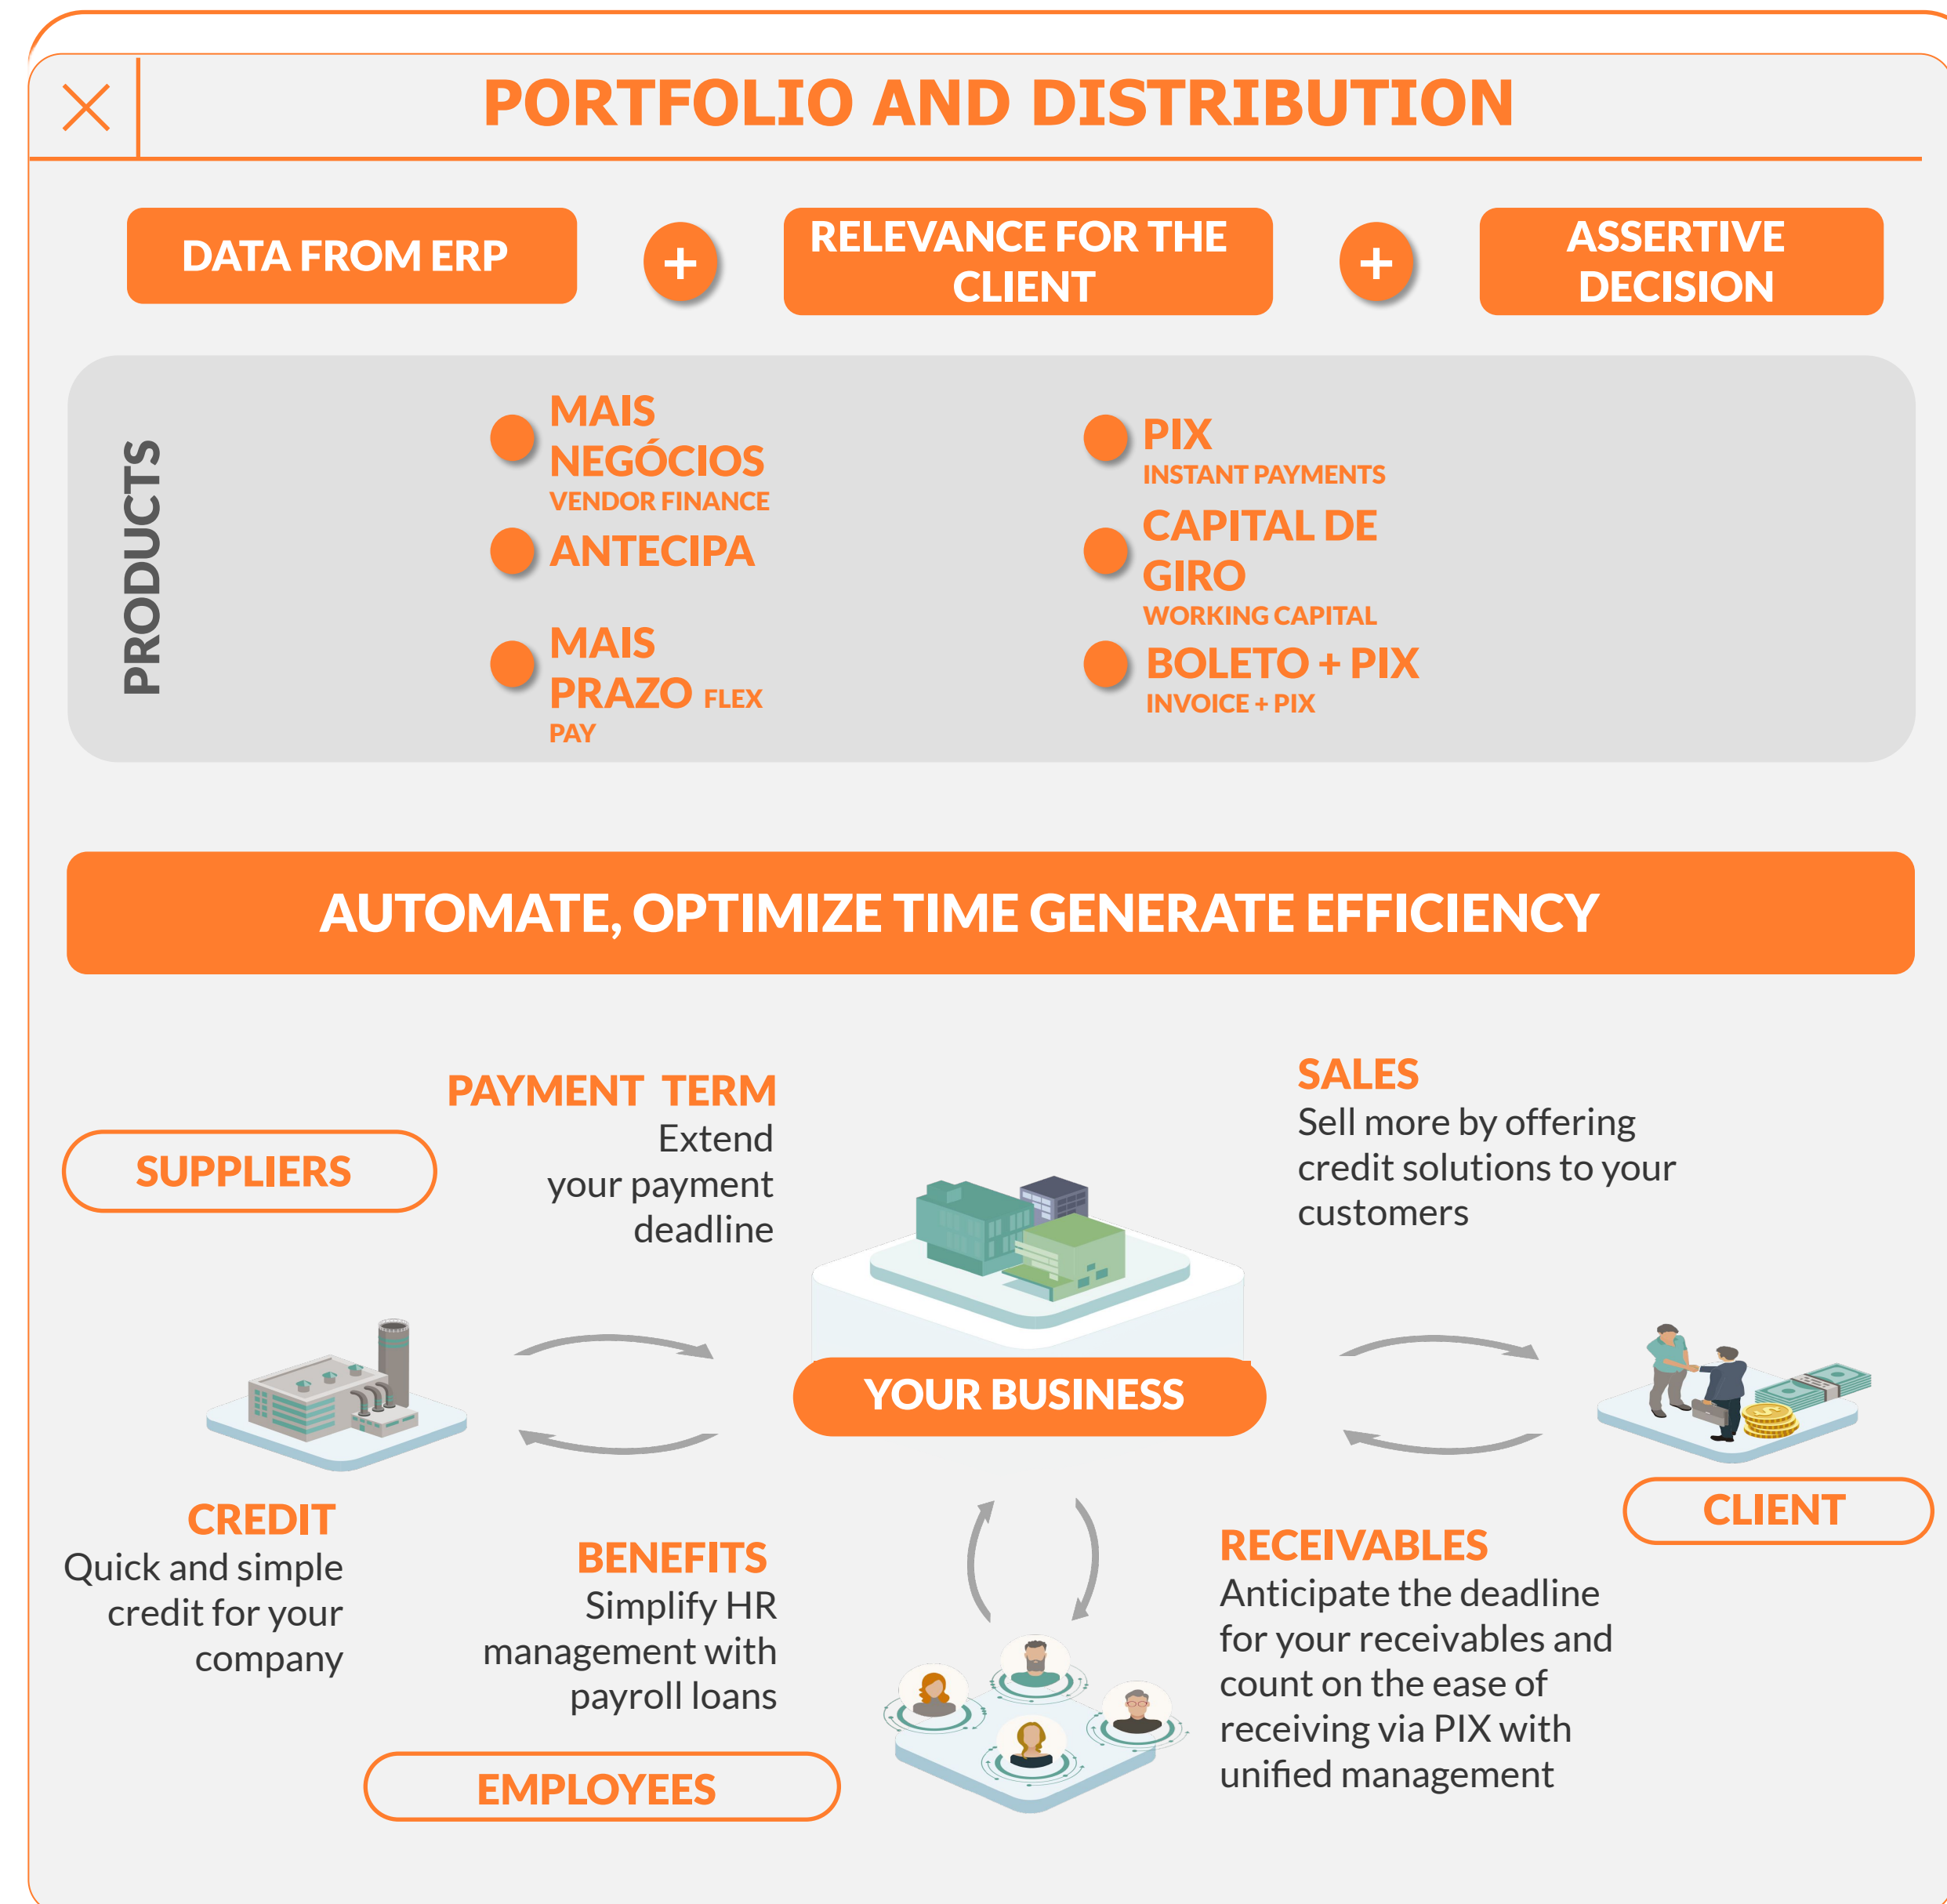 PORTFOLIO AND DISTRIBUTION
DATA FROM ERP
+
RELEVANCE FOR THE
CLIENT
+
ASSERTIVE
DECISION
PRODUCTS
MAIS
NEGÓCIOS
VENDOR FINANCE
ANTECIPA
MAIS
PRAZO FLEX
PAY
PIX
INSTANT PAYMENTS
CAPITAL DE
GIRO
WORKING CAPITAL
BOLETO + PIX
INVOICE + PIX
AUTOMATE, OPTIMIZE TIME GENERATE EFFICIENCY
SUPPLIERS
PAYMENT TERM
Extend
your payment
deadline
SALES
Sell more by offering
credit solutions to your
customers
YOUR BUSINESS
CREDIT
Quick and simple
credit for your
company
BENEFITS
Simplify HR
management with
payroll loans
EMPLOYEES
CLIENT
RECEIVABLES
Anticipate the deadline
for your receivables and
count on the ease of
receiving via PIX with
unified management